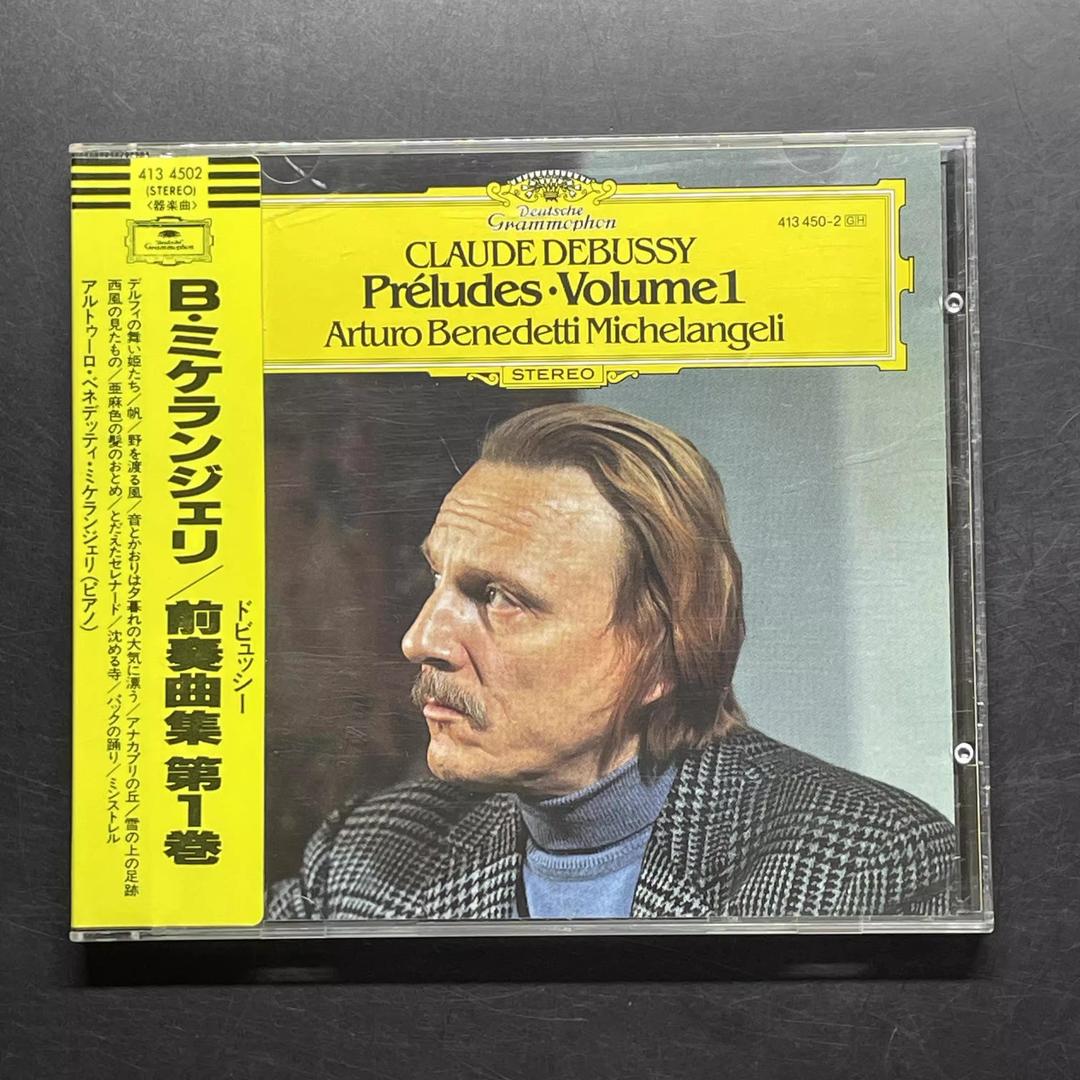 413 4502
(STEREO)
〈器楽曲〉
Deutsche
Grammophon
ドビュッシー
B・ミケランジェリ/前奏曲集 第1巻
デルフィの舞い姫たち/帆/野を渡る風/音とかおりは夕暮れの大気に漂う/アナカプリの丘/雪の上の足跡
西風の見たもの/亜麻色の髪のおとめ/とだえたセレナード/沈める寺/パックの踊り/ミンストレル
アルトゥーロ・ベネデッティ・ミケランジェリ(ピアノ)
Deutsche
Grammophon
413 450-2 GH
CLAUDE DEBUSSY
Préludes・Volume 1
Arturo Benedetti Michelangeli
STEREO